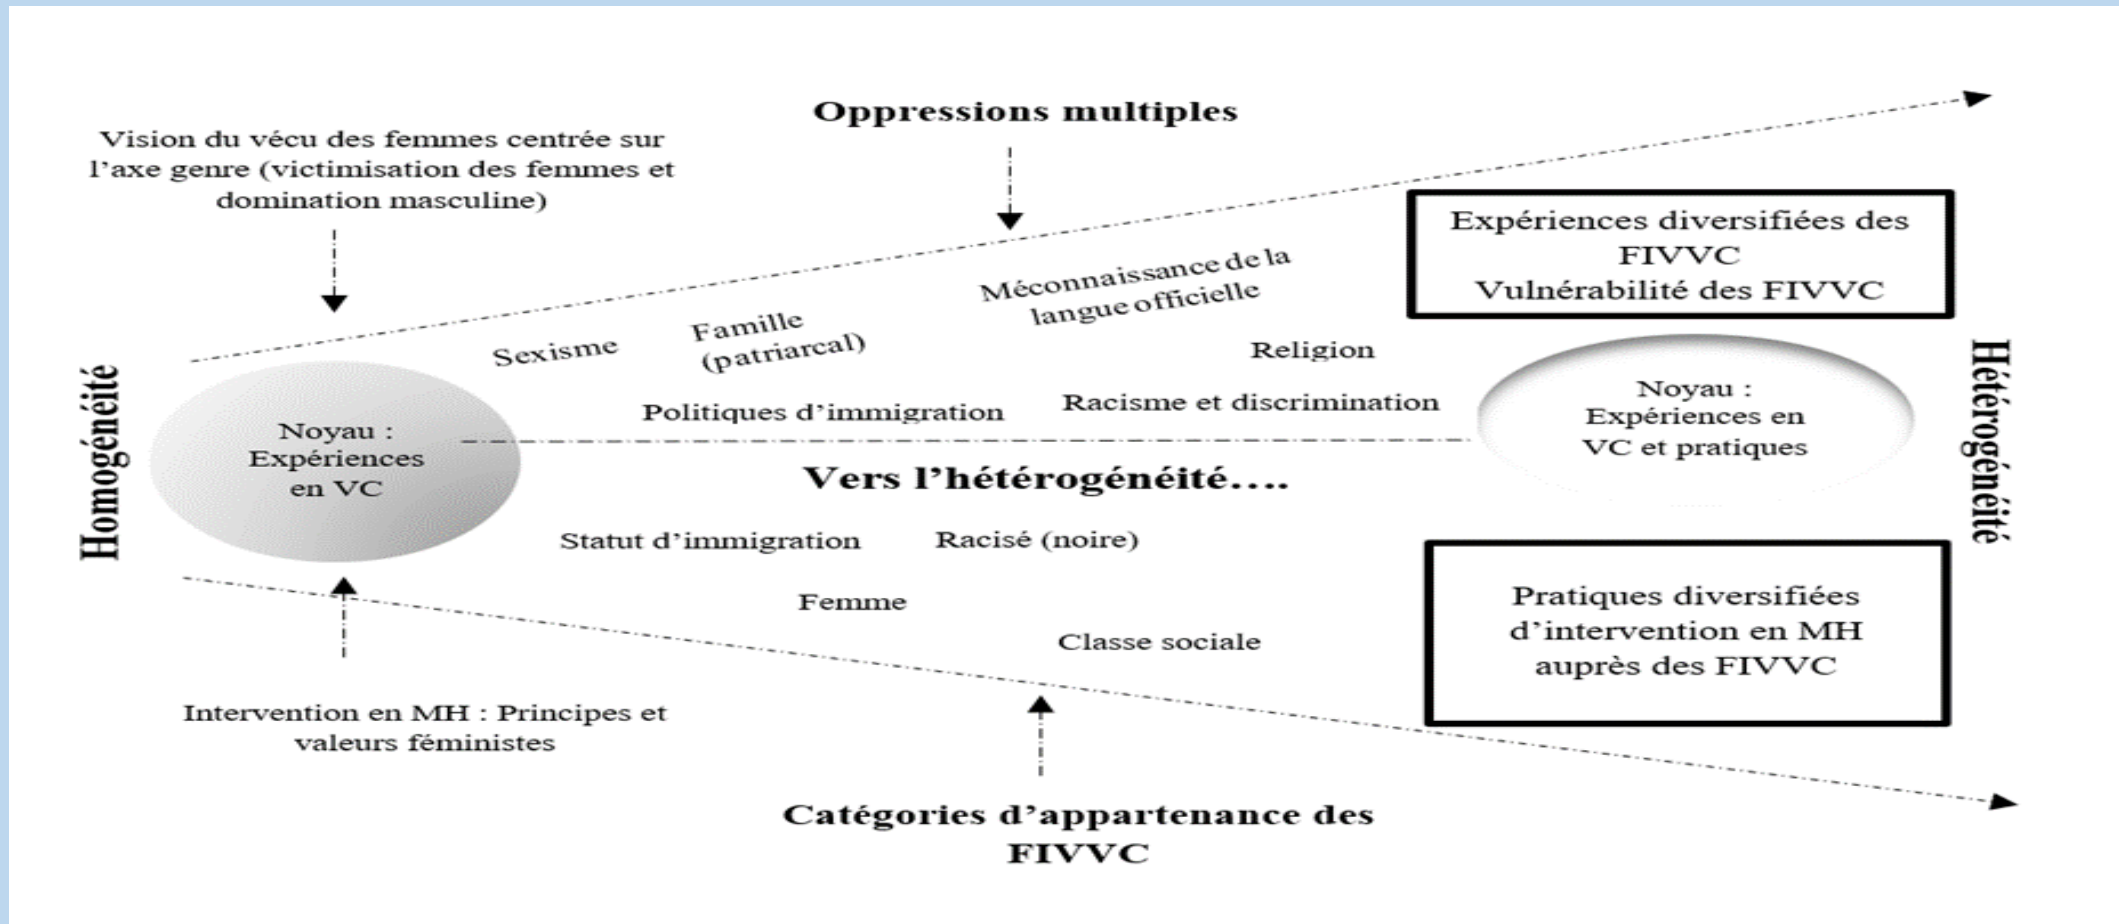 Oppressions multiples
Vision du vécu des femmes centrée sur
l’axe genre (victimisation des femmes et
domination masculine)
Expériences diversifiées des
FIVVC
Vulnérabilité des FIVVC
Méconnaissance de la
langue officielle
Famille
(patriarcal)
Sexisme
Religion
Politiques d’immigration
Racisme et discrimination
Homogénéité
Noyau :
Expériences
en VC
Noyau :
Expériences en
VC et pratiques
Hétérogénéité
Vers l’hétérogénéité….
Statut d’immigration
Racisé (noire)
Femme
Classe sociale
Pratiques diversifiées
d’intervention en MH
auprès des FIVVC
Intervention en MH : Principes et
valeurs féministes
Catégories d’appartenance des
FIVVC